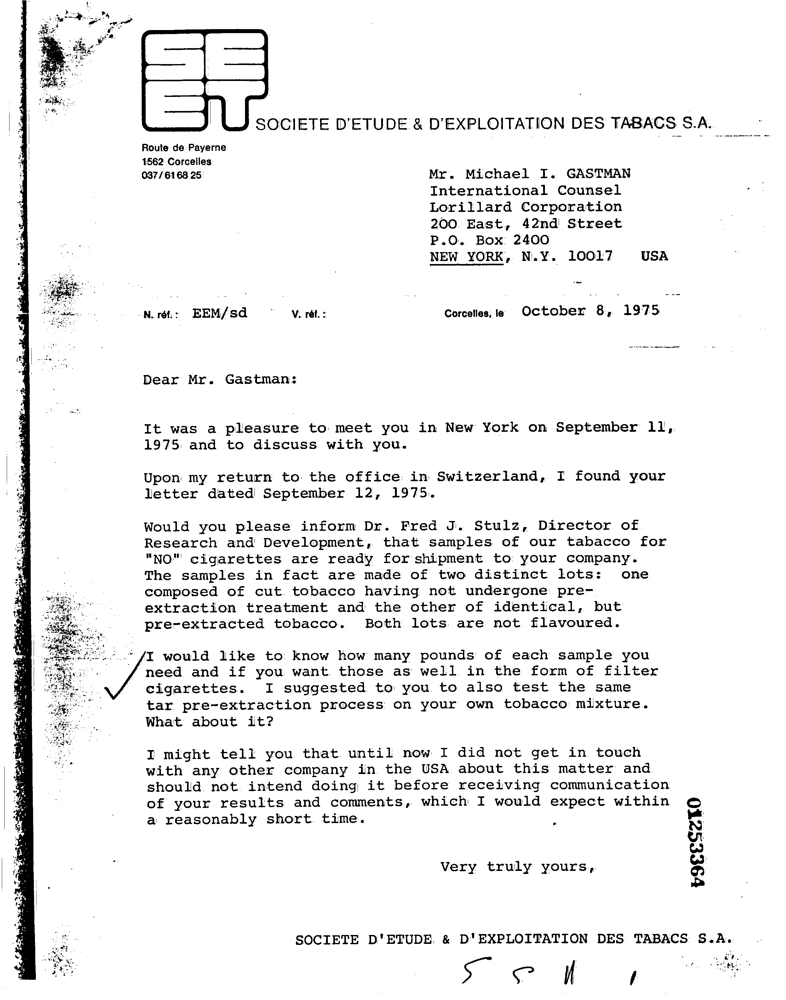 SEET
SOCIETE D'ETUDE & D'EXPLOITATION DES TABACS S.A.
Route de Payerne
1562 Corcelles
037/61 68 25
Mr. Michael I. GASTMAN
International Counsel
Lorillard Corporation
200 East, 42nd Street
P.O. Box 2400
NEW YORK, N.Y. 10017 USA
N. réf.: EEM/sd V. réf.: Corcelles, le October 8, 1975
Dear Mr. Gastman:
It was a pleasure to meet you in New York on September 11,
1975 and to discuss with you.
Upon my return to the office in Switzerland, I found your
letter dated September 12, 1975.
Would you please inform Dr. Fred J. Stulz, Director of
Research and Development, that samples of our tobacco for
"NO" cigarettes are ready for shipment to your company.
The samples in fact are made of two distinct lots: one
composed of cut tobacco having not undergone pre-
extraction treatment and the other of identical, but
pre-extracted tobacco. Both lots are not flavoured.
I would like to know how many pounds of each sample you
need and if you want those as well in the form of filter
cigarettes. I suggested to you to also test the same
tar pre-extraction process on your own tobacco mixture.
What about it?
I might tell you that until now I did not get in touch
with any other company in the USA about this matter and
should not intend doing it before receiving communication
of your results and comments, which I would expect within
a reasonably short time.
01253364
Very truly yours,
SOCIETE D'ETUDE & D'EXPLOITATION DES TABACS S.A.